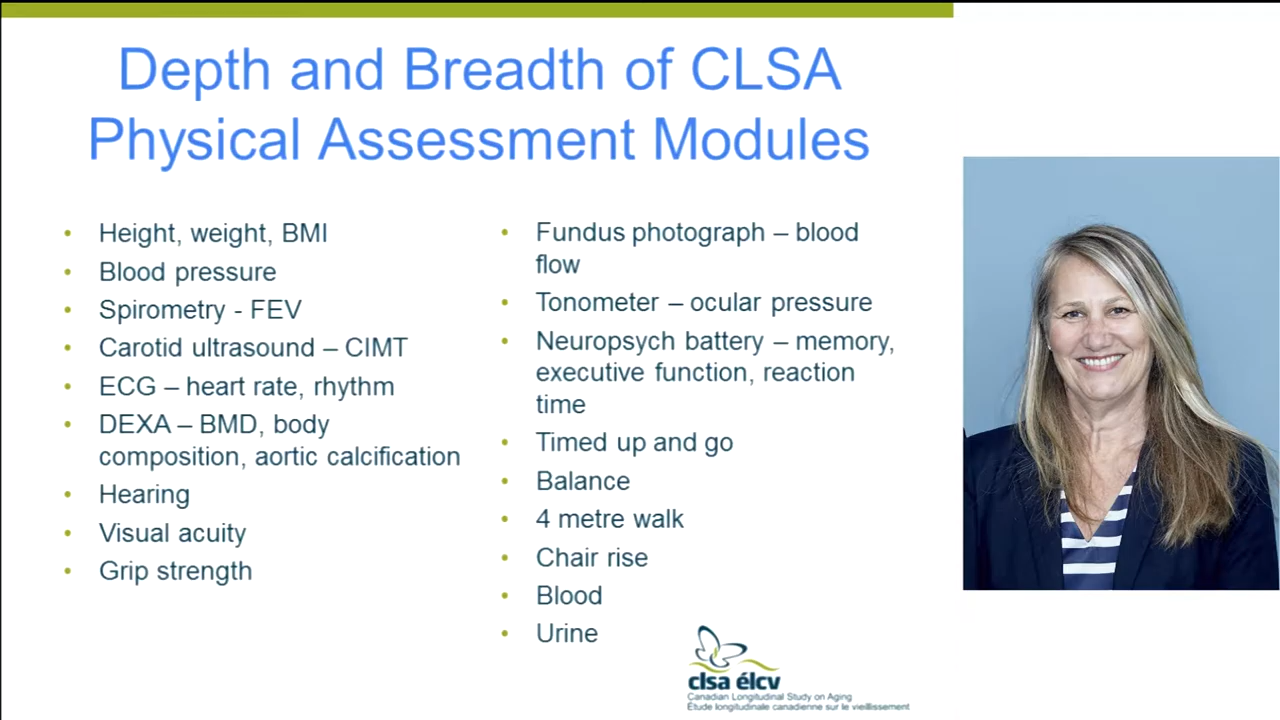 Depth and Breadth of CLSA
Physical Assessment Modules
• Height, weight, BMI
• Blood pressure
• Spirometry - FEV
• Carotid ultrasound – CIMT
• ECG – heart rate, rhythm
• DEXA – BMD, body
composition, aortic calcification
• Hearing
• Visual acuity
• Grip strength
• Fundus photograph – blood
flow
• Tonometer – ocular pressure
• Neuropsych battery – memory,
executive function, reaction
time
• Timed up and go
• Balance
• 4 metre walk
• Chair rise
• Blood
• Urine
clsa élcv
Canadian Longitudinal Study on Aging
Étude longitudinale canadienne sur le vieillissement